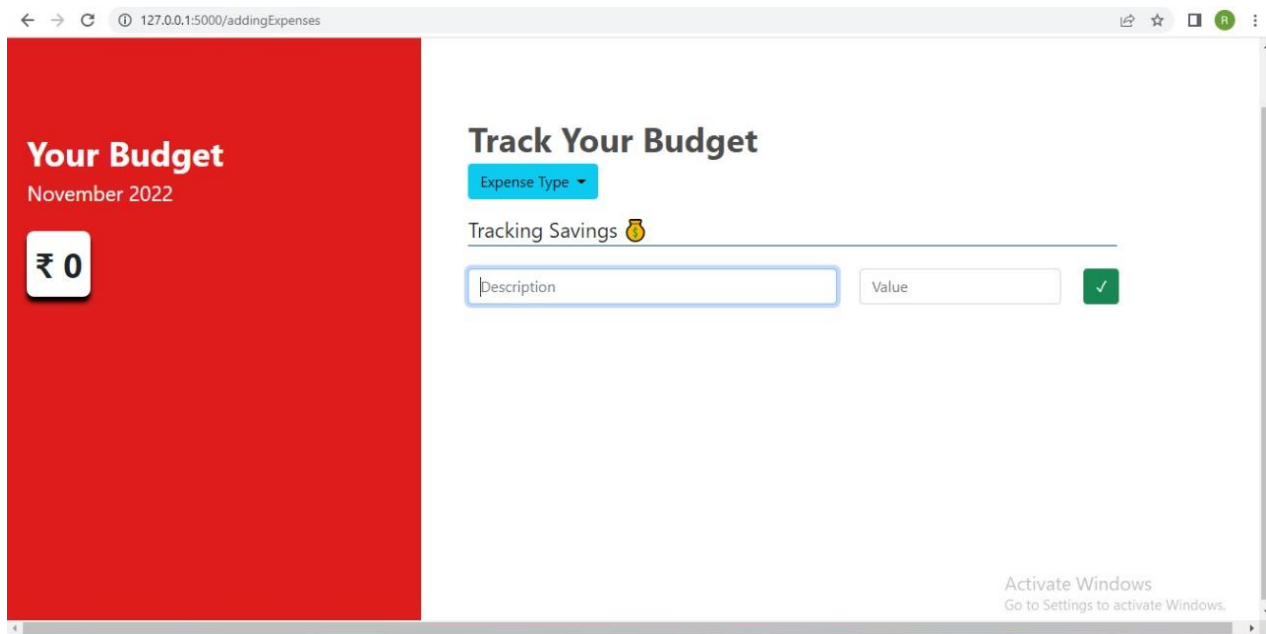 127.0.0.1:5000/addingExpenses
R
Your Budget
November 2022
₹ 0
Track Your Budget
Expense Type
Tracking Savings 💰
Description
Value
✓
Activate Windows
Go to Settings to activate Windows.